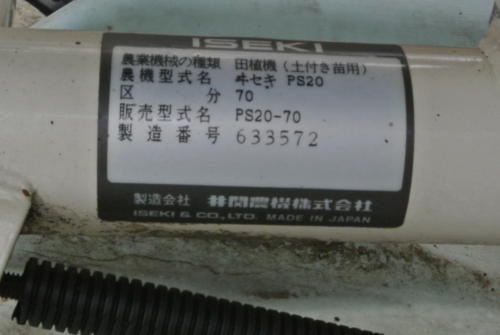 ISEKI
農業機械の種類 田植機(土付き苗用)
農機型式名 ヰセキ PS20
区分 70
販売型式名 PS20-70
製造番号 633572
製造会社 井関農機株式会社
ISEKI & CO., LTD. MADE IN JAPAN